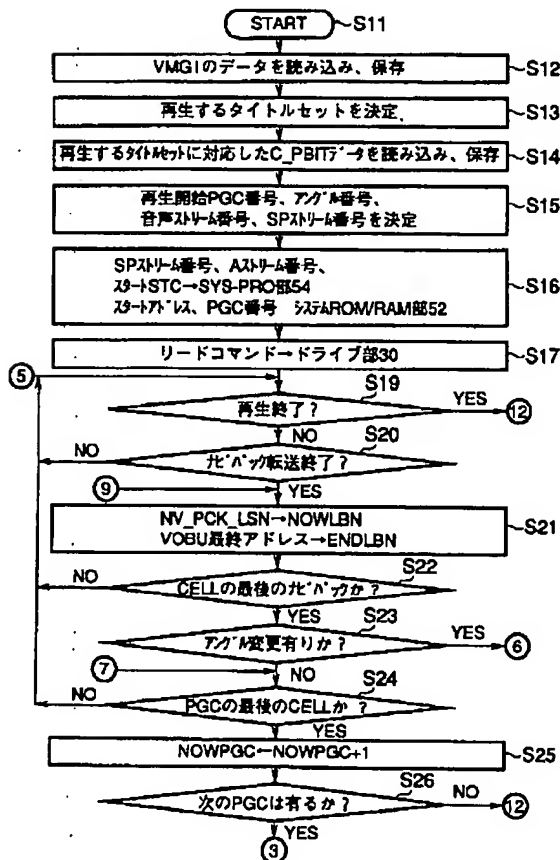 START
S11
VMGIのデータを読み込み、保存
S12
再生するタイトルセットを決定
S13
再生するタイトルセットに対応したC_PBITデータを読み込み、保存
S14
再生開始PGC番号、アングル番号、
音声ストリーム番号、SPストリーム番号を決定
S15
SPストリーム番号、Aストリーム番号、
スタートSTC→SYS-PRO部54
スタートアドレス、PGC番号 システムROM/RAM部52
S16
リードコマンド→ドライブ部30
S17
⑤
S19
再生終了?
YES
⑫
NO
S20
ナビパック転送終了?
NO
⑨
YES
NV_PCK_LSN→NOWLBN
VOBU最終アドレス→ENDLBN
S21
S22
CELLの最後のナビパックか?
NO
YES
S23
アングル変更有りか?
YES
⑥
⑦
NO
S24
PGCの最後のCELLか?
NO
YES
NOWPGC←NOWPGC+1
S25
S26
次のPGCは有るか?
NO
⑫
YES
③